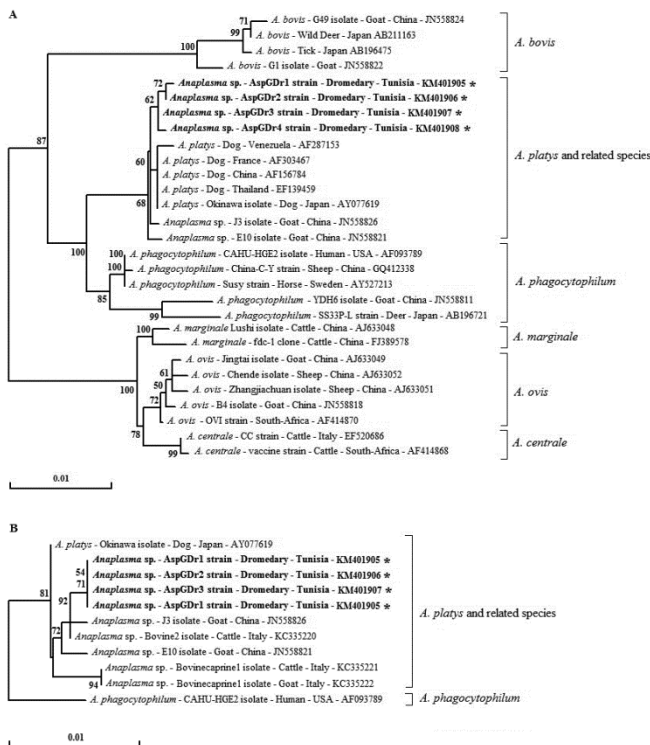 A
71
A. bovis - G49 isolate - Goat - China - JN558824
99
A. bovis - Wild Deer - Japan AB211163
A. bovis - Tick - Japan AB196475
100
A. bovis - G1 isolate - Goat - JN558822
A. bovis
72
Anaplasma sp. - AspGDr1 strain - Dromedary - Tunisia - KM401905 *
62
Anaplasma sp. - AspGDr2 strain - Dromedary - Tunisia - KM401906 *
Anaplasma sp. - AspGDr3 strain - Dromedary - Tunisia - KM401907 *
Anaplasma sp. - AspGDr4 strain - Dromedary - Tunisia - KM401908 *
87
A. platys - Dog - Venezula - AF287153
60
A. platys - Dog - France - AF303467
A. platys and related species
A. platys - Dog - China - AF156784
A. platys - Dog - Thailand - EF139459
68
A. platys - Okinawa isolate - Dog - Japan - AY077619
Anaplasma sp. - J3 isolate - Goat - China - JN558826
Anaplasma sp. - E10 isolate - Goat - China - JN558821
100
100
A. phagocytophilum - CAHU-HGE2 isolate - Human - USA - AF093789
100
A. phagocytophilum - China-C-Y strain - Sheep - China - GQ412338
A. phagocytophilum - Susy strain - Horse - Sweden - AY527213
A. phagocytophilum
85
A. phagocytophilum - YDH6 isolate - Goat - China - JN558811
99
A. phagocytophilum - SS33P-L strain - Deer - Japan - AB196721
100
A. marginale Lushi isolate - Cattle - China - AJ633048
A. marginale - fdc-1 clone - Cattle - China - FJ389578
A. marginale
A. ovis - Jingtai isolate - Goat - China - AJ633049
61
A. ovis - Chende isolate - Sheep - China - AJ633052
50
A. ovis - Zhangjiachuan isolate - Sheep - China - AJ633051
100
72
A. ovis - B4 isolate - Goat - China - JN558818
A. ovis - OVI strain - South-Africa - AF414870
A. ovis
78
A. centrale - CC strain - Cattle - Italy - EF520686
99
A. centrale - vaccine strain - Cattle - South-Africa - AF414868
A. centrale
0.01
B
A. platys - Okinawa isolate - Dog - Japan - AY077619
Anaplasma sp. - AspGDr1 strain - Dromedary - Tunisia - KM401905 *
54
Anaplasma sp. - AspGDr2 strain - Dromedary - Tunisia - KM401906 *
71
81
Anaplasma sp. - AspGDr3 strain - Dromedary - Tunisia - KM401907 *
92
Anaplasma sp. - AspGDr1 strain - Dromedary - Tunisia - KM401905 *
Anaplasma sp. - J3 isolate - Goat - China - JN558826
A. platys and related species
72
Anaplasma sp. - Bovine2 isolate - Cattle - Italy - KC335220
Anaplasma sp. - E10 isolate - Goat - China - JN558821
Anaplasma sp. - Bovinecaprine1 isolate - Cattle - Italy - KC335221
94
Anaplasma sp. - Bovinecaprine1 isolate - Goat - Italy - KC335222
A. phagocytophilum - CAHU-HGE2 isolate - Human - USA - AF093789
A. phagocytophilum
0.01